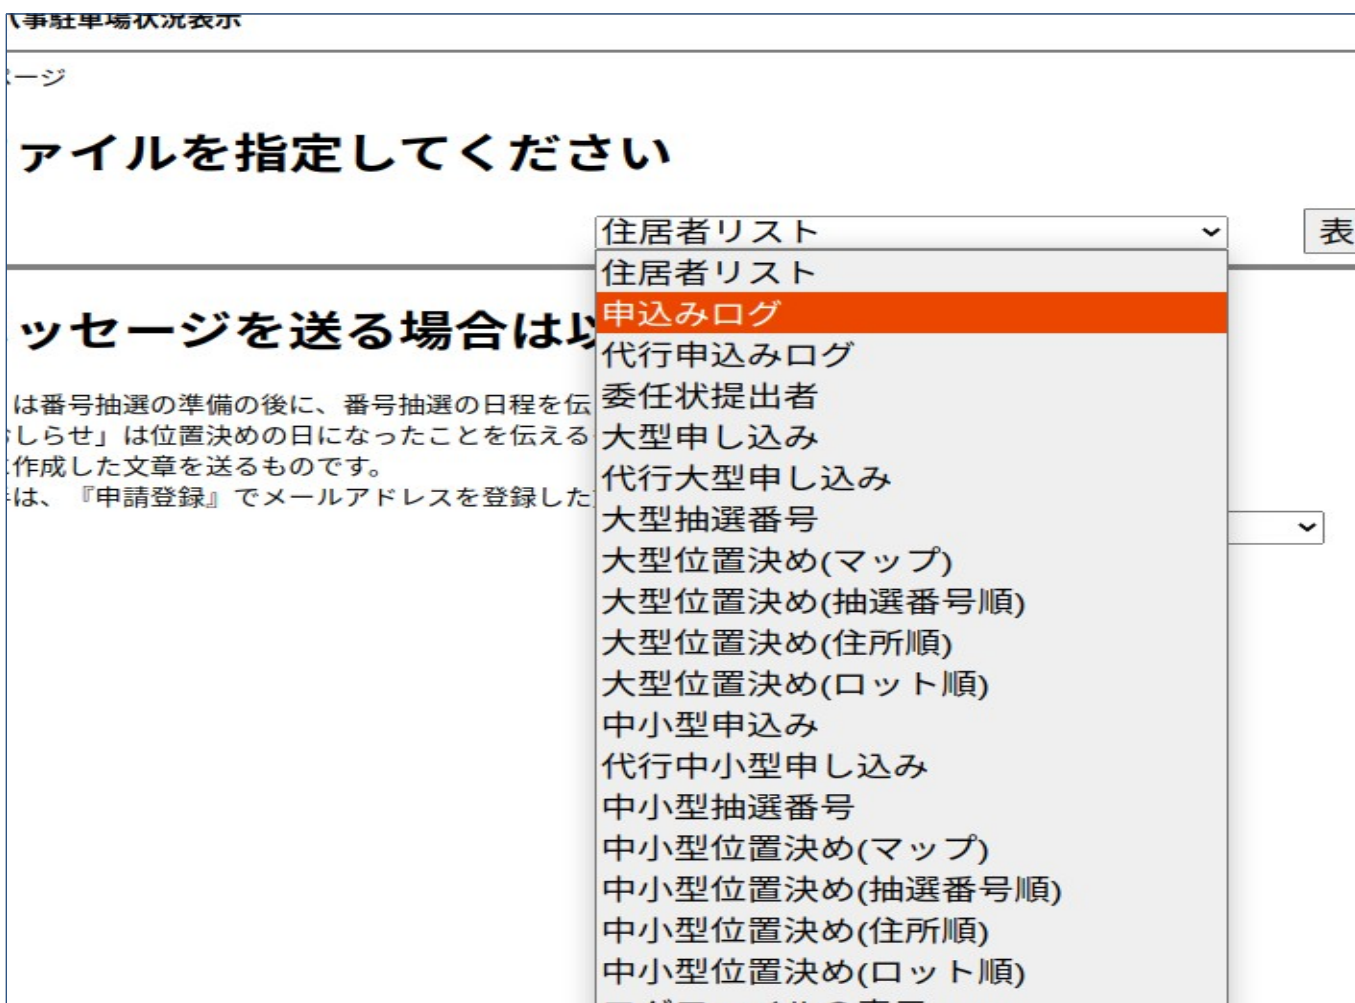 事駐車場状況表示
ページ
ァイルを指定してください
住居者リスト
表
住居者リスト
申込みログ
ッセージを送る場合は以
代行申込みログ
は番号抽選の準備の後に、番号抽選の日程を伝
委任状提出者
しらせ」は位置決めの日になったことを伝える
大型申し込み
作成した文章を送るものです。
代行大型申し込み
は、『申請登録』でメールアドレスを登録した
大型抽選番号
大型位置決め(マップ)
大型位置決め(抽選番号順)
大型位置決め(住所順)
大型位置決め(ロット順)
中小型申込み
代行中小型申し込み
中小型抽選番号
中小型位置決め(マップ)
中小型位置決め(抽選番号順)
中小型位置決め(住所順)
中小型位置決め(ロット順)